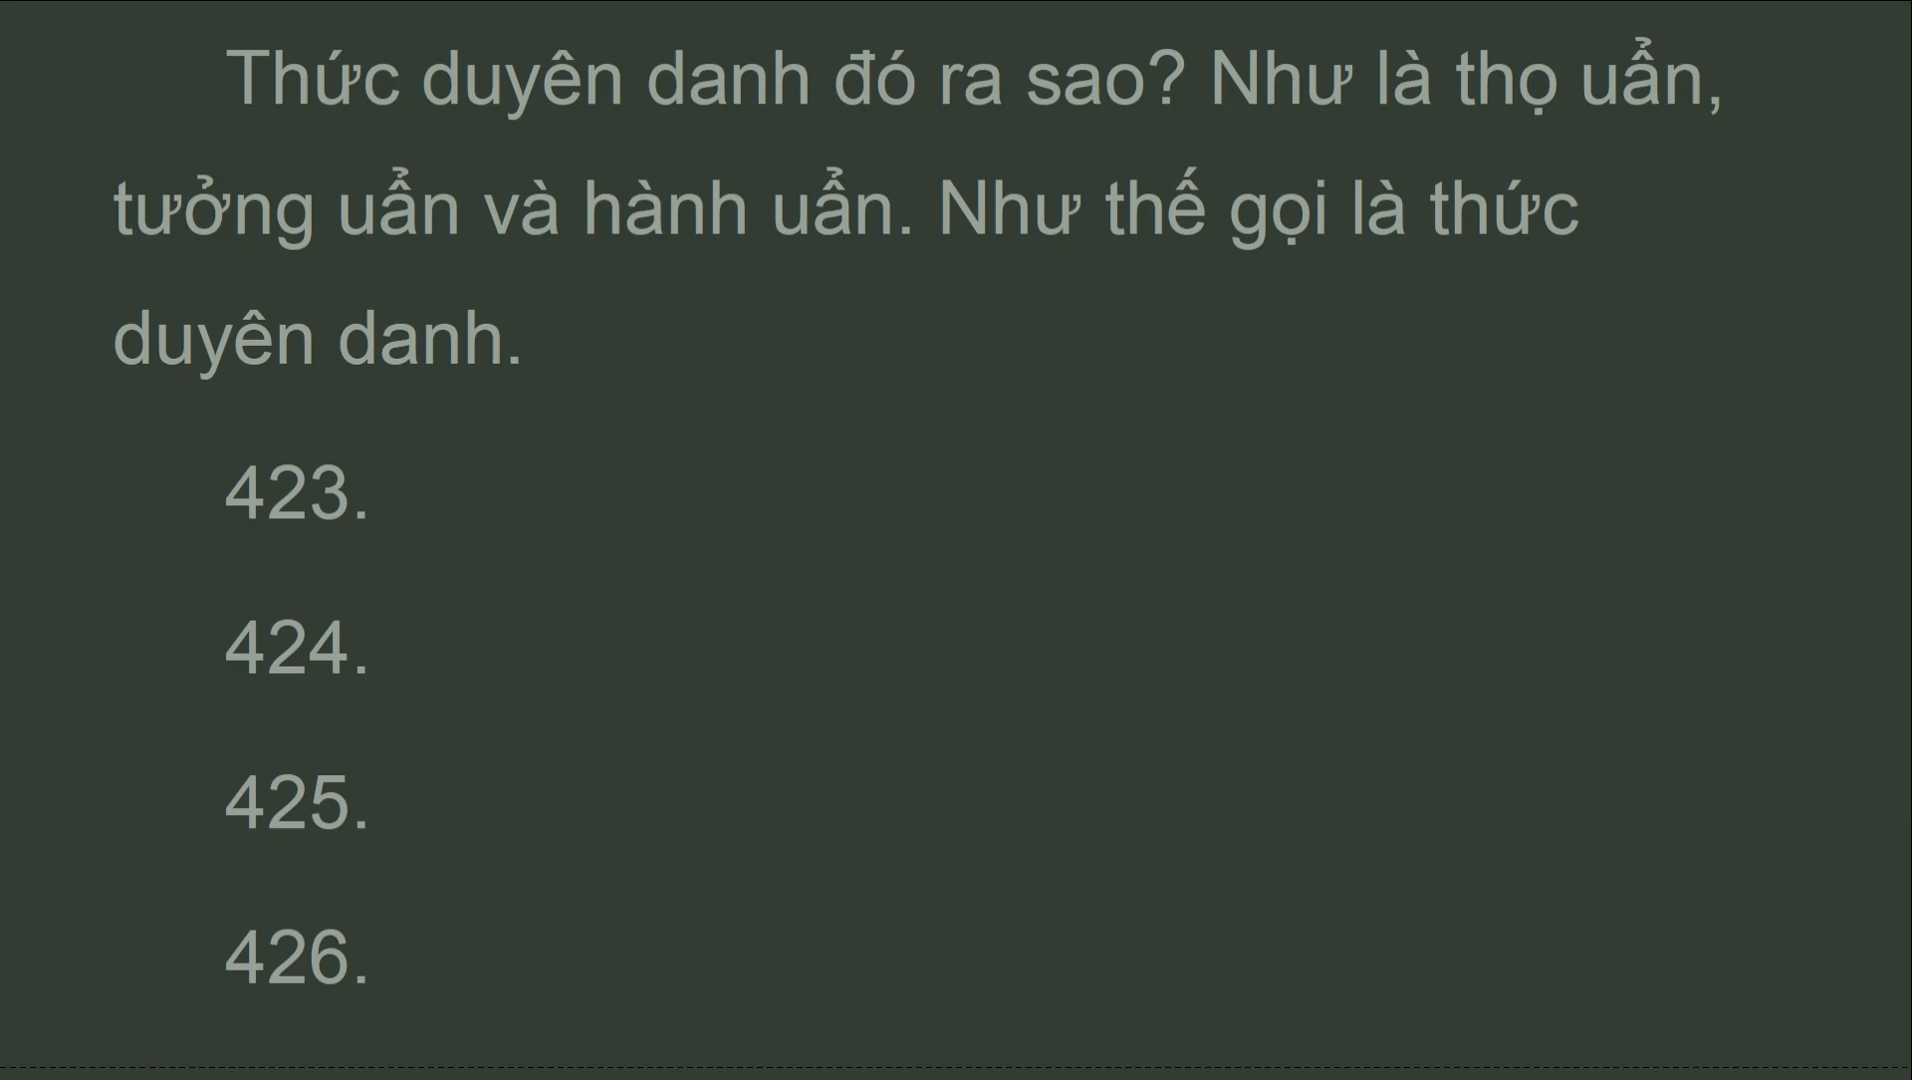 Thức duyên danh đó ra sao? Như là thọ uẩn,
tưởng uẩn và hành uẩn. Như thế gọi là thức
duyên danh.
423.
424.
425.
426.